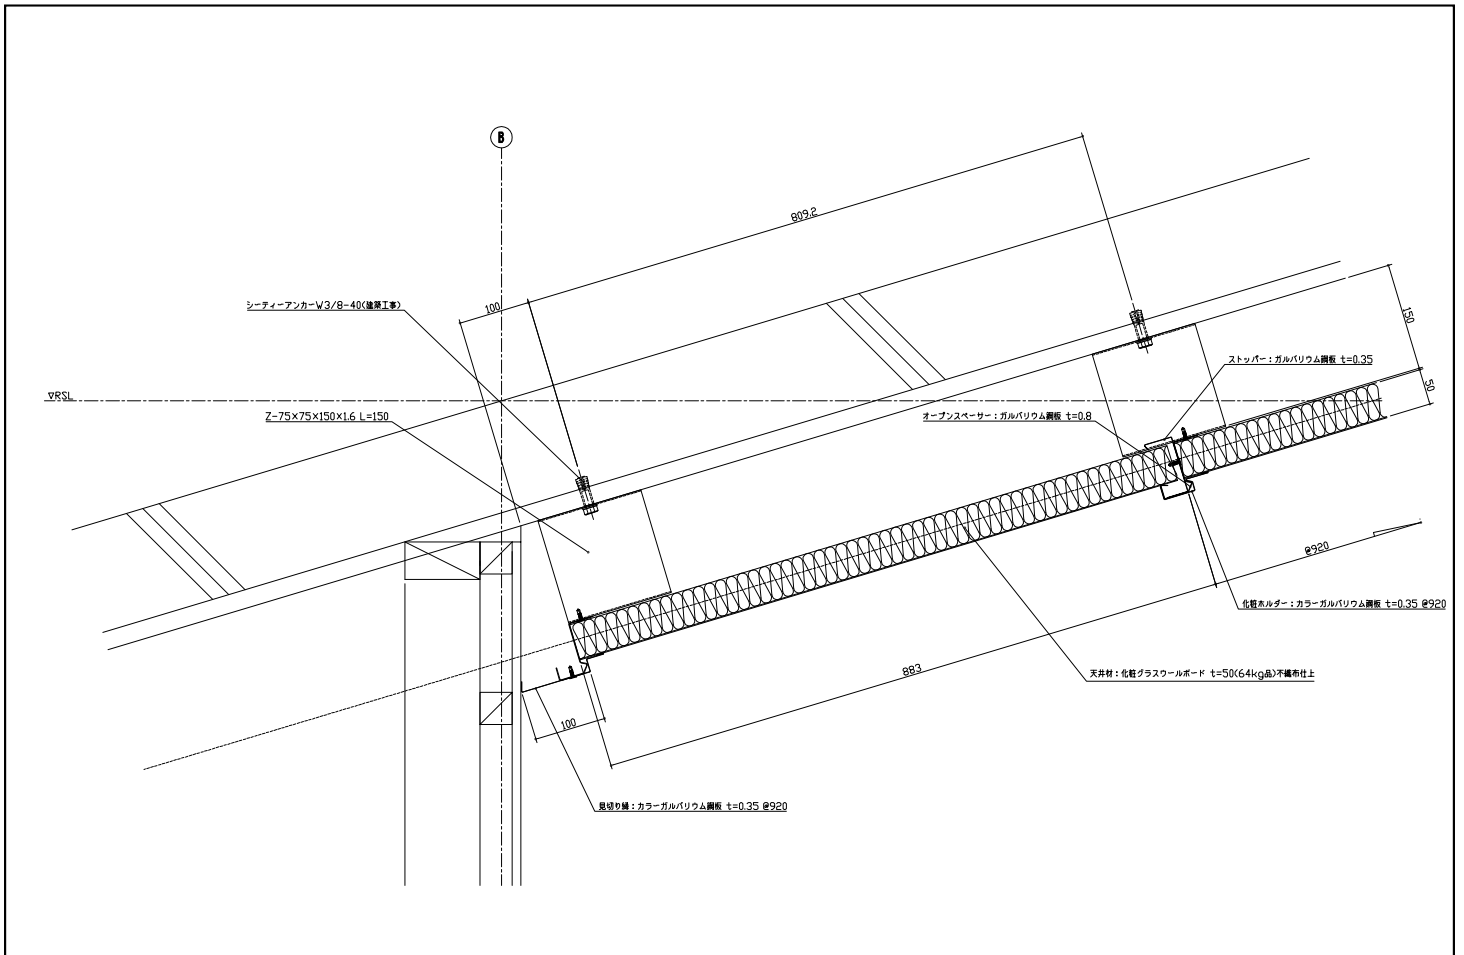 B
809.2
100
シーティーアンカーW3/8-40(建築工事)
150
ストッパー：ガルバリウム鋼板 t=0.35
50
▽RSL
Z-75×75×150×1.6 L=150
オープンスペーサー：ガルバリウム鋼板 t=0.8
@920
化粧ホルダー：カラーガルバリウム鋼板 t=0.35 @920
883
天井材：化粧グラスウールボード t=50(64kg品)不織布仕上
100
見切り縁：カラーガルバリウム鋼板 t=0.35 @920